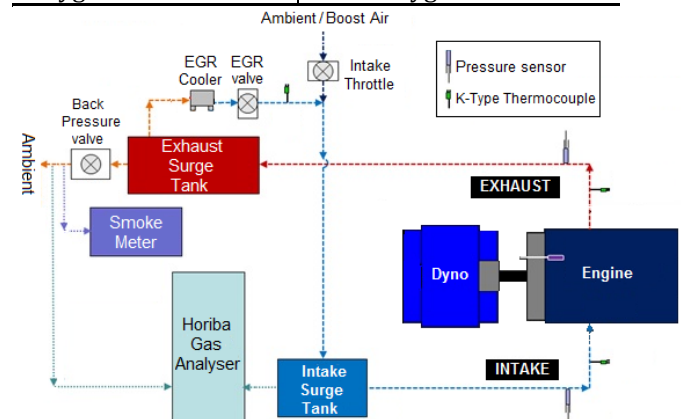 Ambient/Boost Air
EGR
Cooler
EGR
valve
Intake
Throttle
Pressure sensor
K-Type Thermocouple
Back
Pressure
valve
Ambient
Exhaust
Surge
Tank
EXHAUST
Smoke
Meter
Dyno
Engine
Horiba
Gas
Analyser
Intake
Surge
Tank
INTAKE